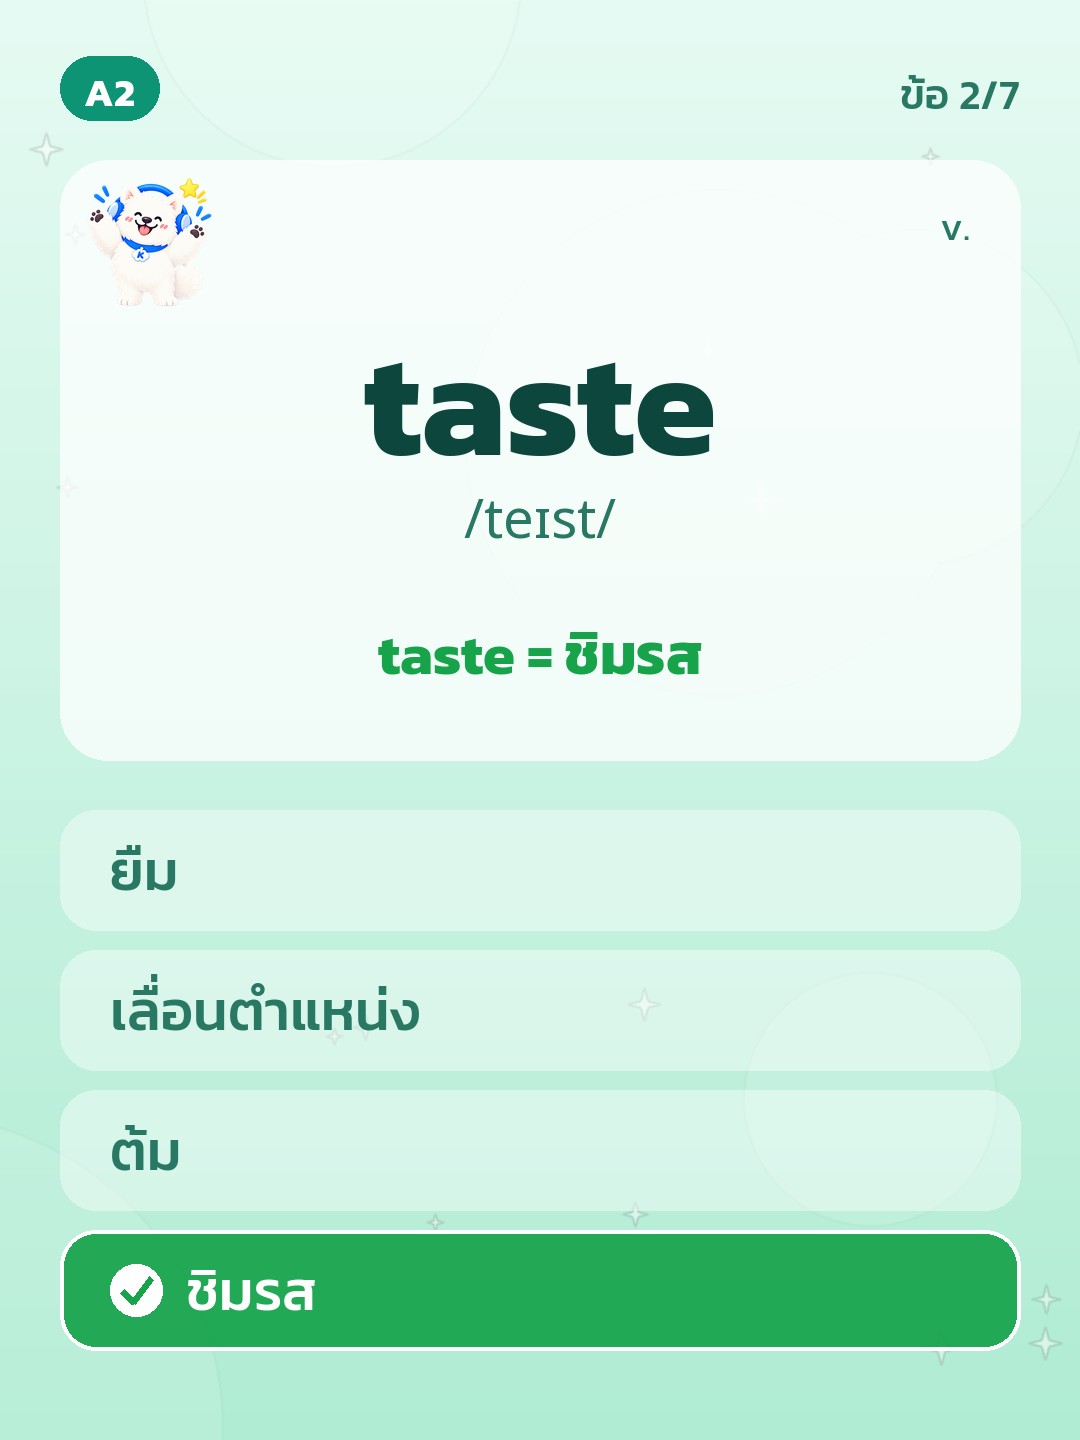 A2
ข้อ 2/7
K
v.
taste
/teɪst/
taste = ชิมรส
ยืม
เลื่อนตำแหน่ง
ต้ม
ชิมรส